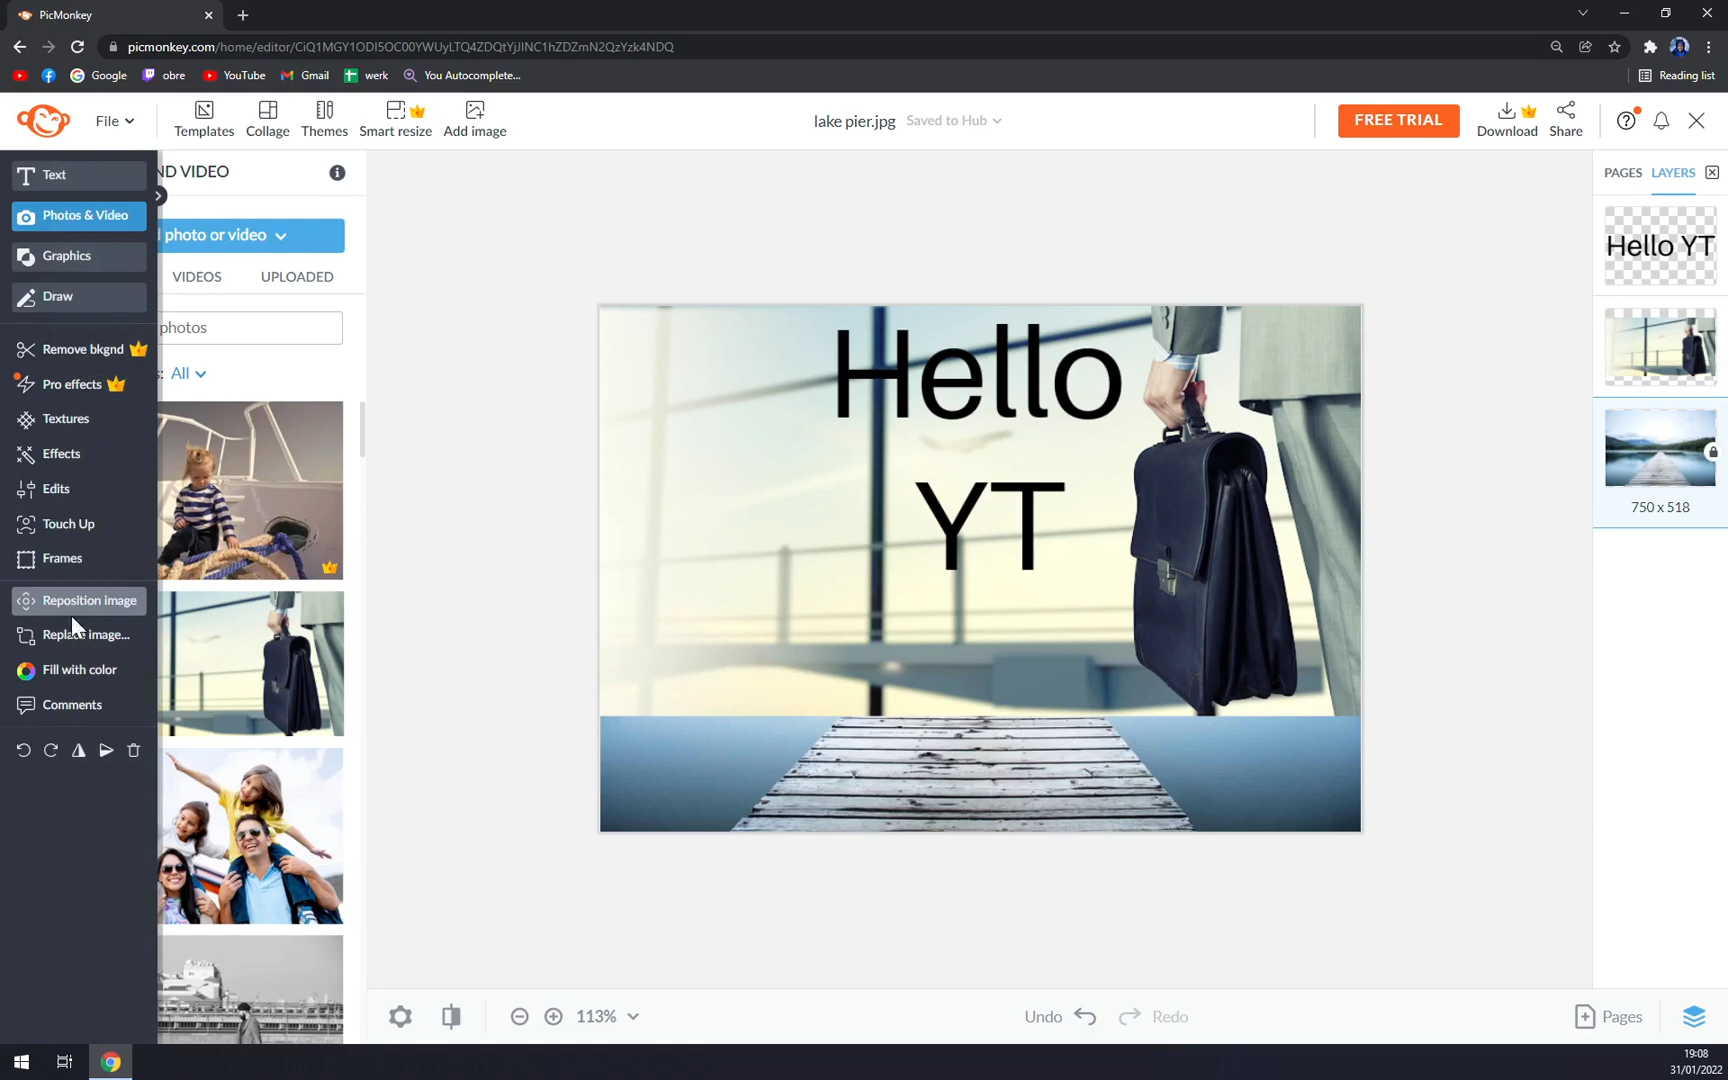 PicMonkey
picmonkey.com/home/editor/CiQ1MGY1ODI5OC00YWUyLTQ4ZDQtYjJlNC1hZDZmN2QzYzk4NDQ
Google
obre
YouTube
Gmail
werk
You Autocomplete...
Reading list
File
Templates
Collage
Themes
Smart resize
Add image
lake pier.jpg
Saved to Hub
FREE TRIAL
Download
Share
Text
Photos & Video
Graphics
Draw
Remove bkgnd
Pro effects
Textures
Effects
Edits
Touch Up
Frames
Reposition image
Replace image...
Fill with color
Comments
ND VIDEO
photo or video
VIDEOS
UPLOADED
photos
: All
Hello
YT
PAGES
LAYERS
Hello YT
750 x 518
113%
Undo
Redo
Pages
19:08
31/01/2022